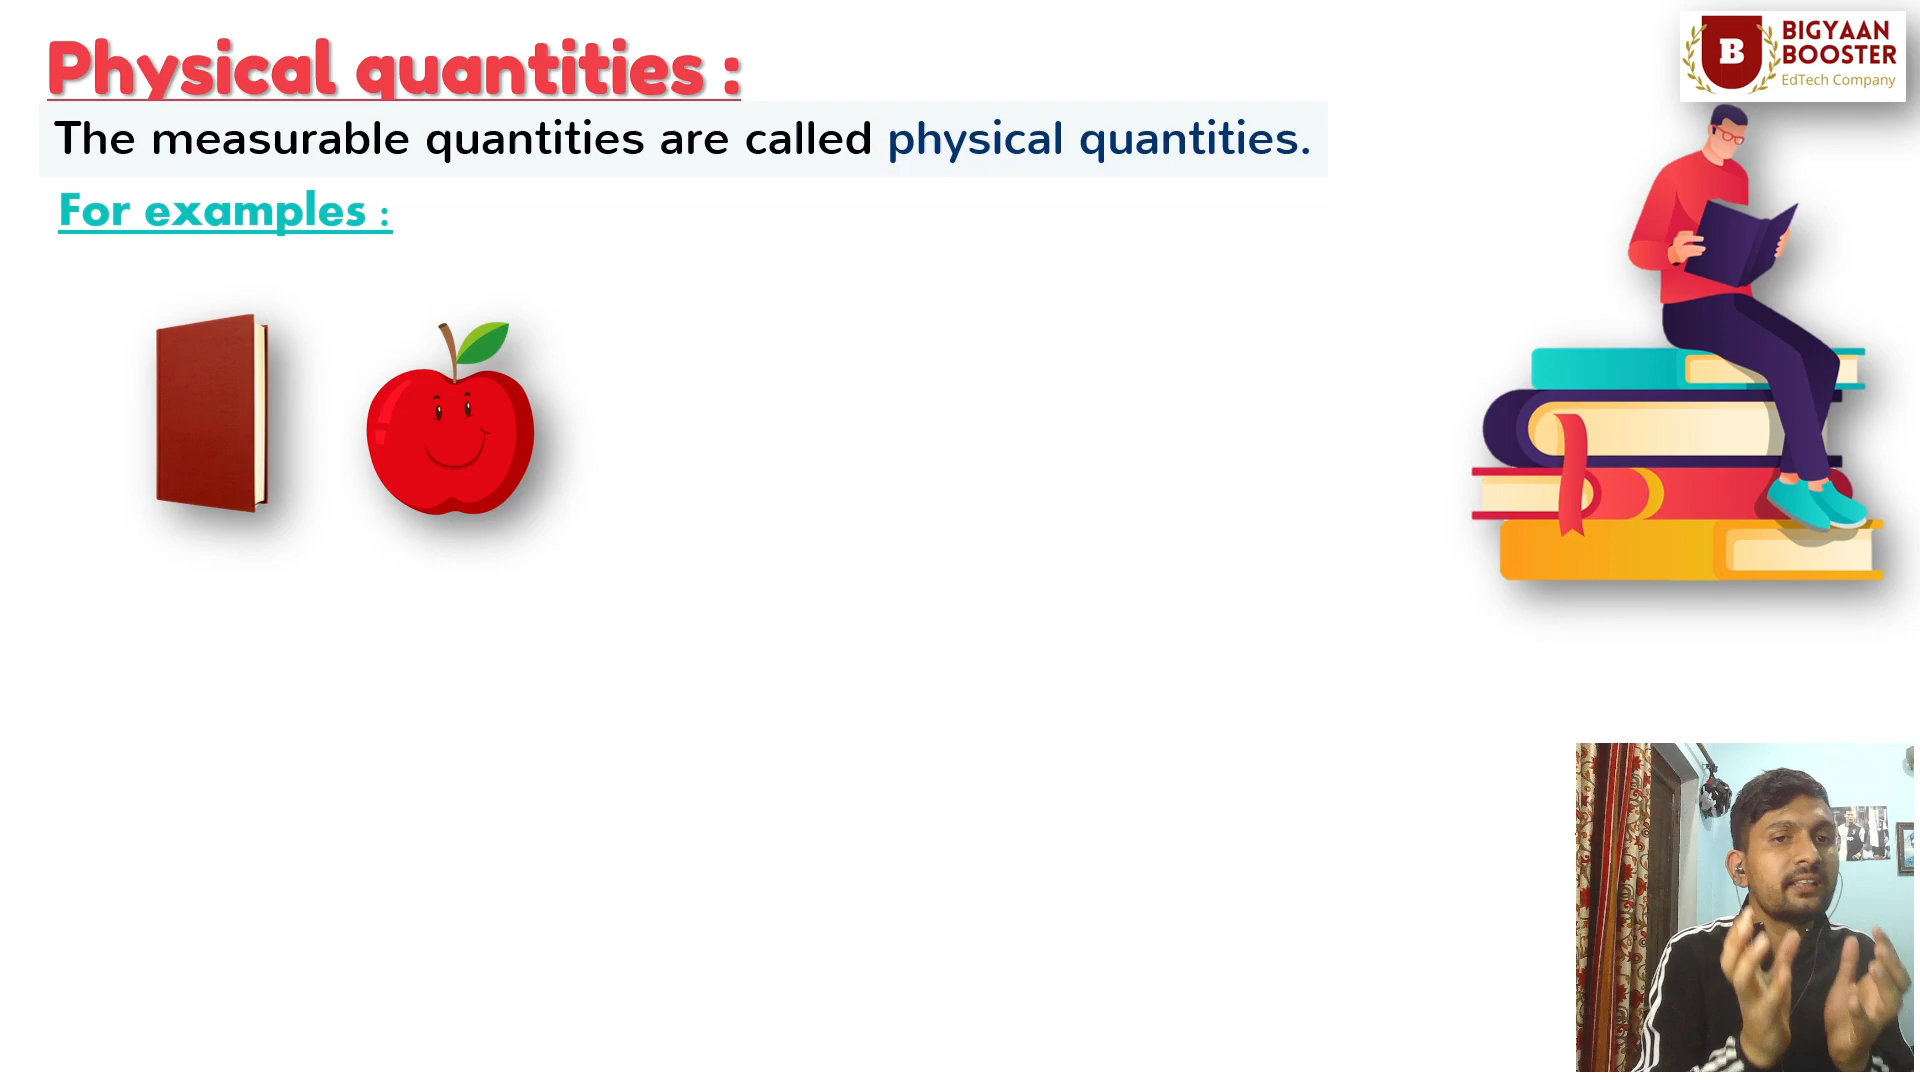 Physical quantities :
The measurable quantities are called physical quantities.
For examples :
B
BIGYAAN
BOOSTER
EdTech Company